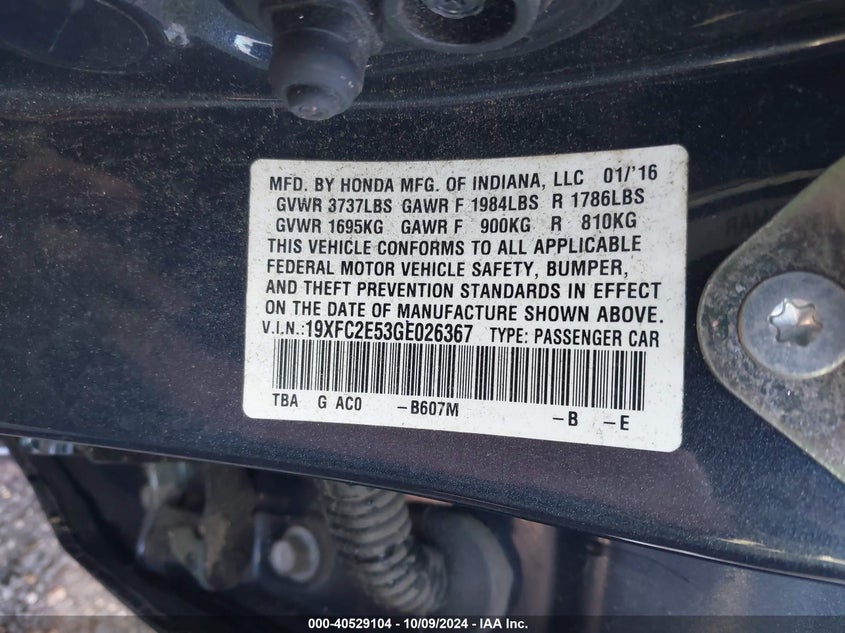 MFD. BY HONDA MFG. OF INDIANA, LLC 01/'16
GVWR 3737LBS GAWR F 1984LBS R 1786LBS
GVWR 1695KG GAWR F 900KG R 810KG
THIS VEHICLE CONFORMS TO ALL APPLICABLE
FEDERAL MOTOR VEHICLE SAFETY, BUMPER,
AND THEFT PREVENTION STANDARDS IN EFFECT
ON THE DATE OF MANUFACTURE SHOWN ABOVE.
V.I.N.:19XFC2E53GE026367 TYPE: PASSENGER CAR
TBA G AC0 -B607M -B -E
000-40529104 - 10/09/2024 - IAA Inc.